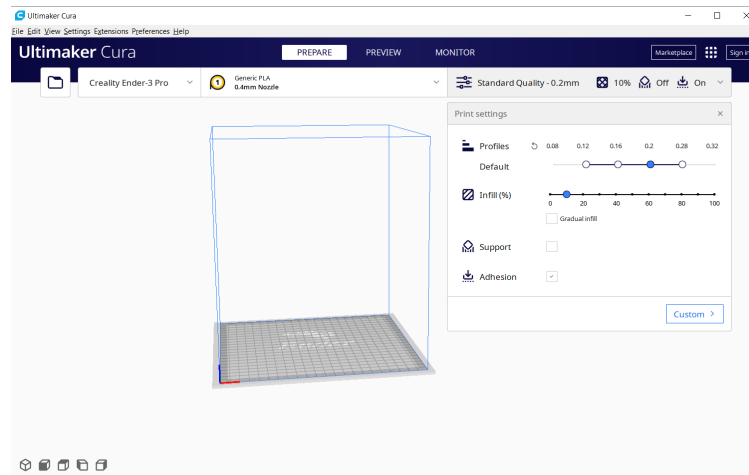 Ultimaker Cura
File Edit View Settings Extensions Preferences Help
Ultimaker Cura
PREPARE
PREVIEW
MONITOR
Marketplace
Sign in
Creality Ender-3 Pro
1
Generic PLA
0.4mm Nozzle
Standard Quality - 0.2mm
10%
Off
On
Print settings
Profiles
0.08 0.12 0.16 0.2 0.28 0.32
Default
Infill (%)
0 20 40 60 80 100
Gradual infill
Support
Adhesion
Custom